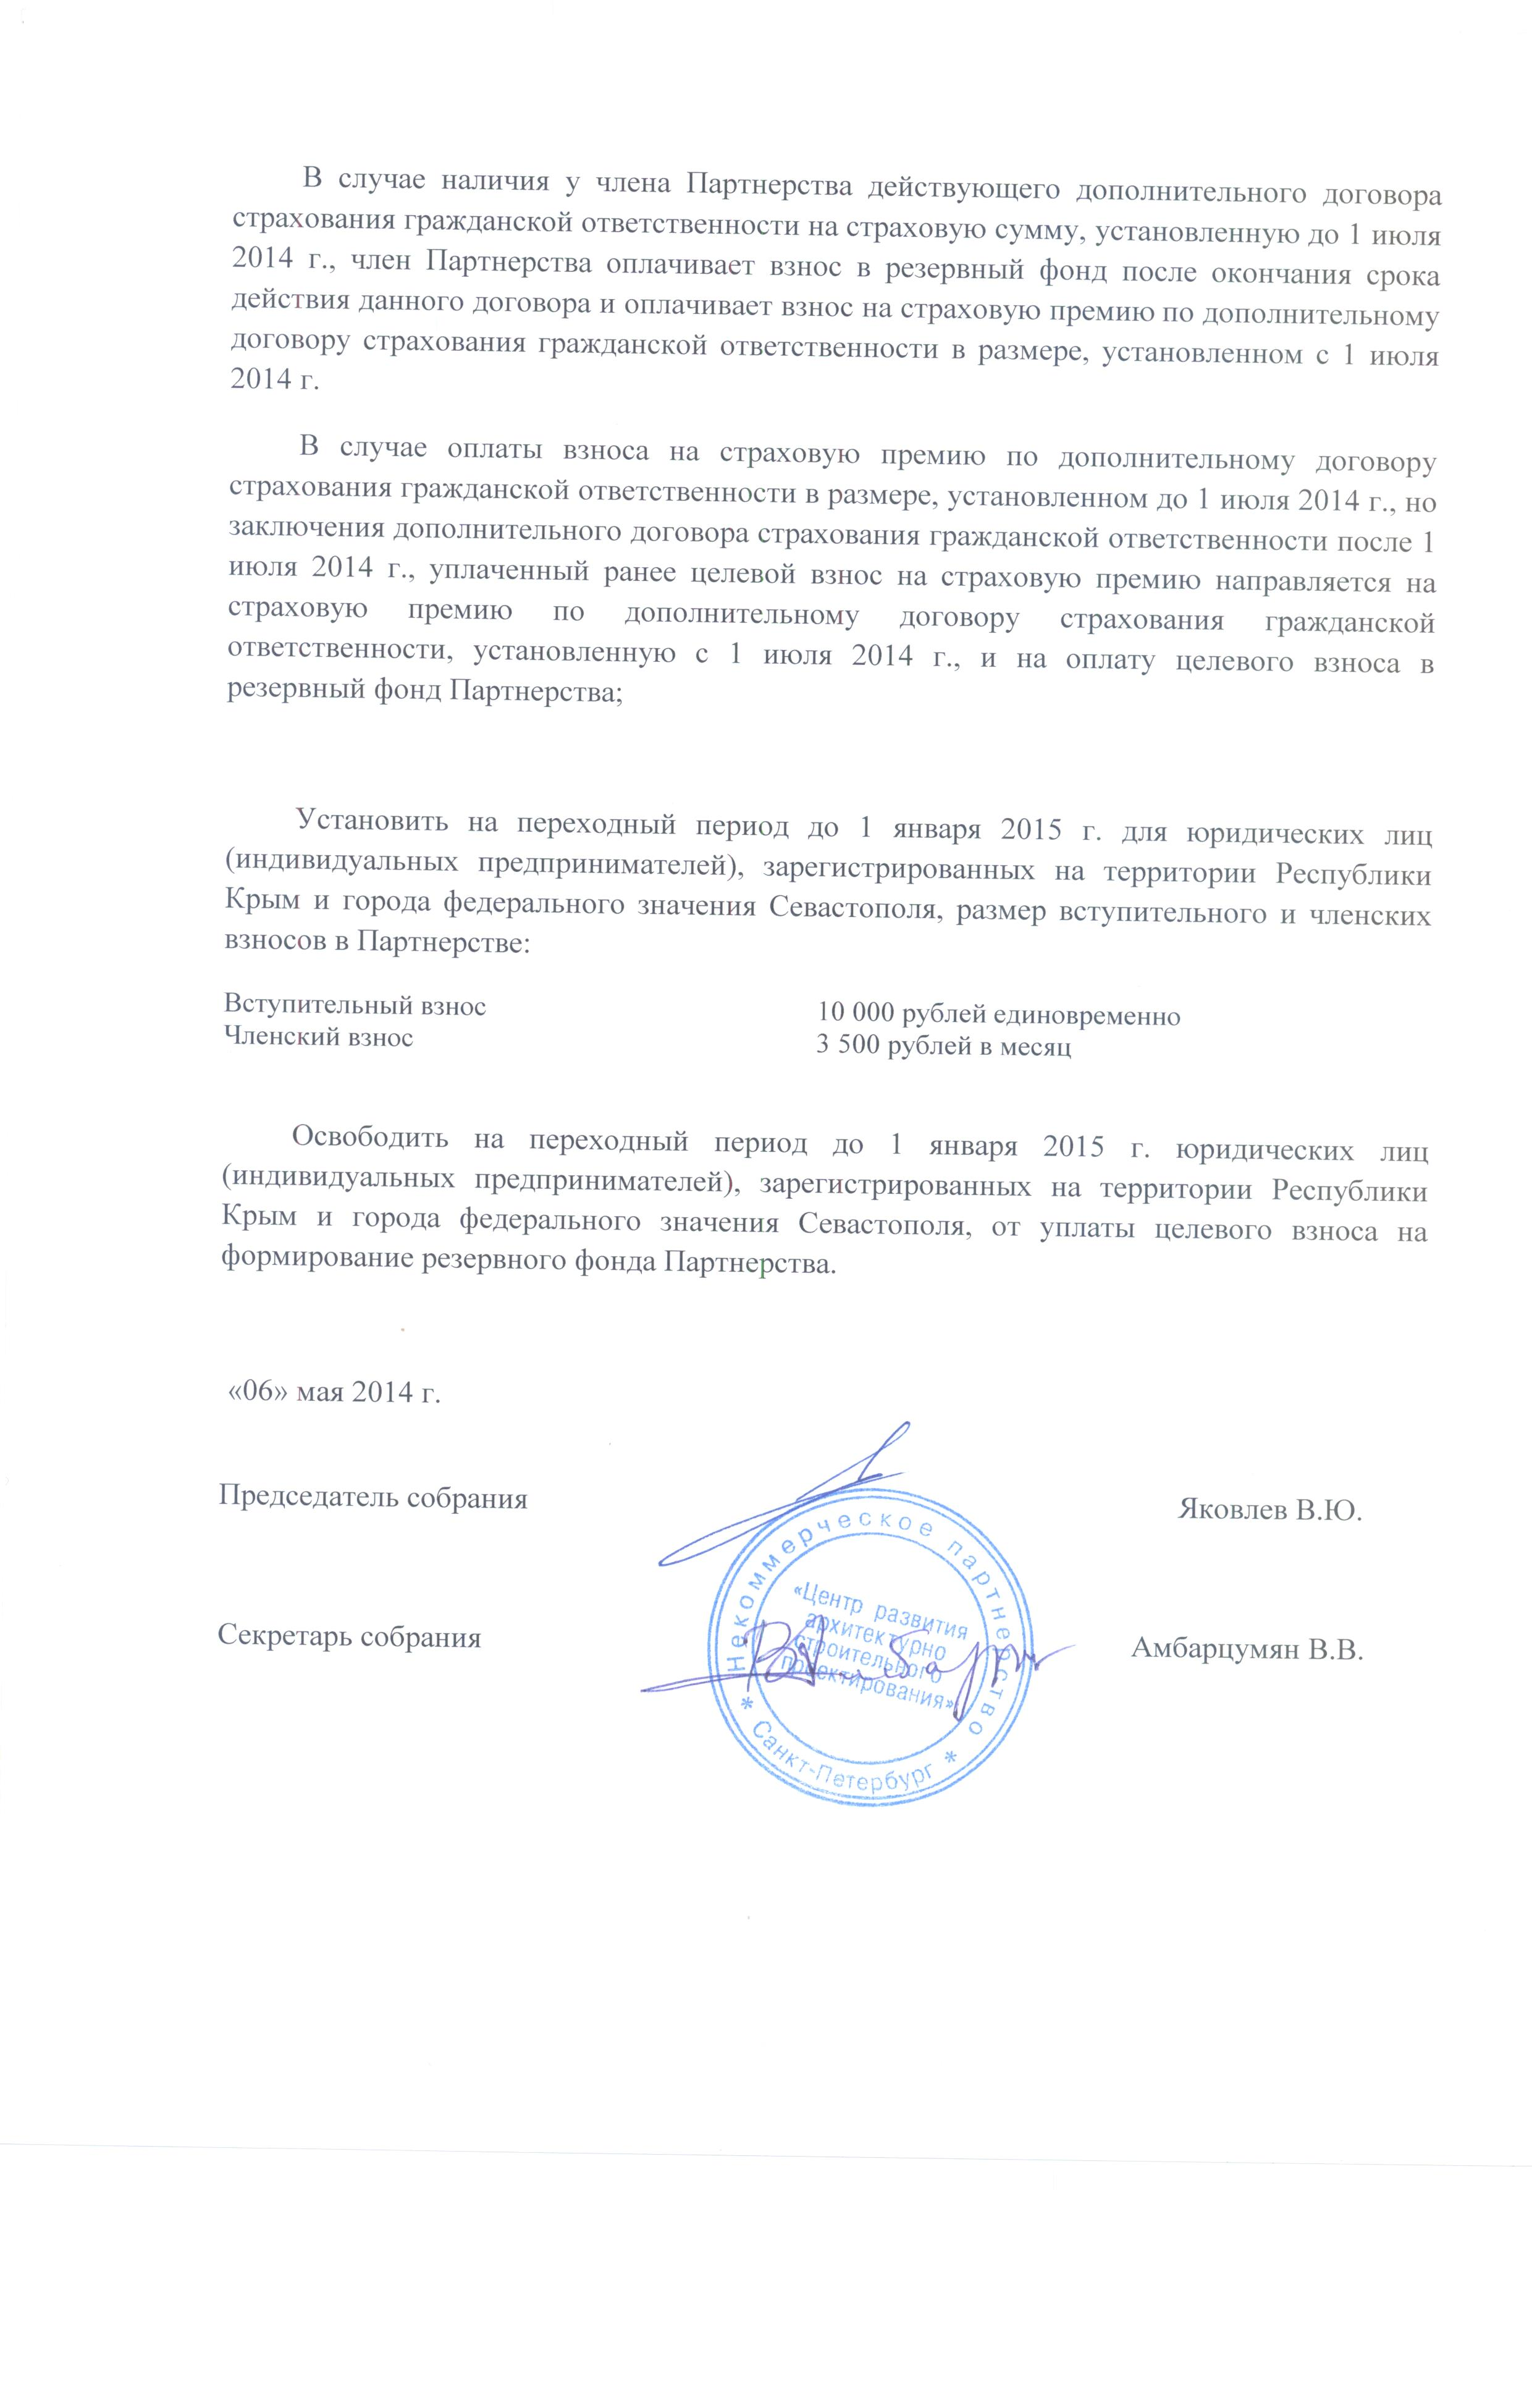 В случае наличия у члена Партнерства действующего дополнительного договора
страхования гражданской ответственности на страховую сумму, установленную до 1 июля
2014 г., член Партнерства оплачивает взнос в резервный фонд после окончания срока
действия данного договора и оплачивает взнос на страховую премию по дополнительному
договору страхования гражданской ответственности в размере, установленном с 1 июля
2014 г.
В случае оплаты взноса на страховую премию по дополнительному договору
страхования гражданской ответственности в размере, установленном до 1 июля 2014 г., но
заключения дополнительного договора страхования гражданской ответственности после 1
июля 2014 г., уплаченный ранее целевой взнос на страховую премию направляется на
страховую премию по дополнительному договору страхования гражданской
ответственности, установленную с 1 июля 2014 г., и на оплату целевого взноса в
резервный фонд Партнерства;
Установить на переходный период до 1 января 2015 г. для юридических лиц
(индивидуальных предпринимателей), зарегистрированных на территории Республики
Крым и города федерального значения Севастополя, размер вступительного и членских
взносов в Партнерстве:
Вступительный взнос 10 000 рублей единовременно
Членский взнос 3 500 рублей в месяц
Освободить на переходный период до 1 января 2015 г. юридических лиц
(индивидуальных предпринимателей), зарегистрированных на территории Республики
Крым и города федерального значения Севастополя, от уплаты целевого взноса на
формирование резервного фонда Партнерства.
«06» мая 2014 г.
Председатель собрания Яковлев В.Ю.
Секретарь собрания Амбарцумян В.В.
Некоммерческое партнерство
«Центр развития
архитектурно
строительного
проектирования»
* Санкт-Петербург *